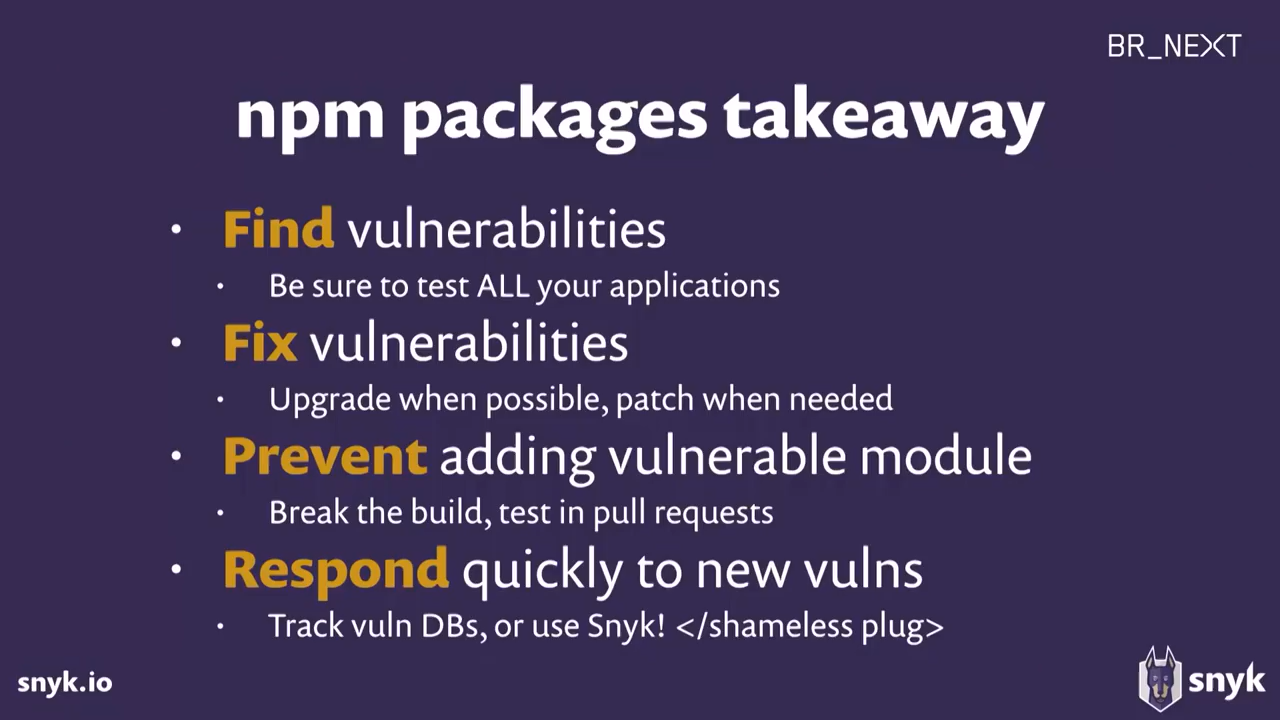 BR_NEXT
npm packages takeaway
• Find vulnerabilities
• Be sure to test ALL your applications
• Fix vulnerabilities
• Upgrade when possible, patch when needed
• Prevent adding vulnerable module
• Break the build, test in pull requests
• Respond quickly to new vulns
• Track vuln DBs, or use Snyk! </shameless plug>
snyk.io
snyk